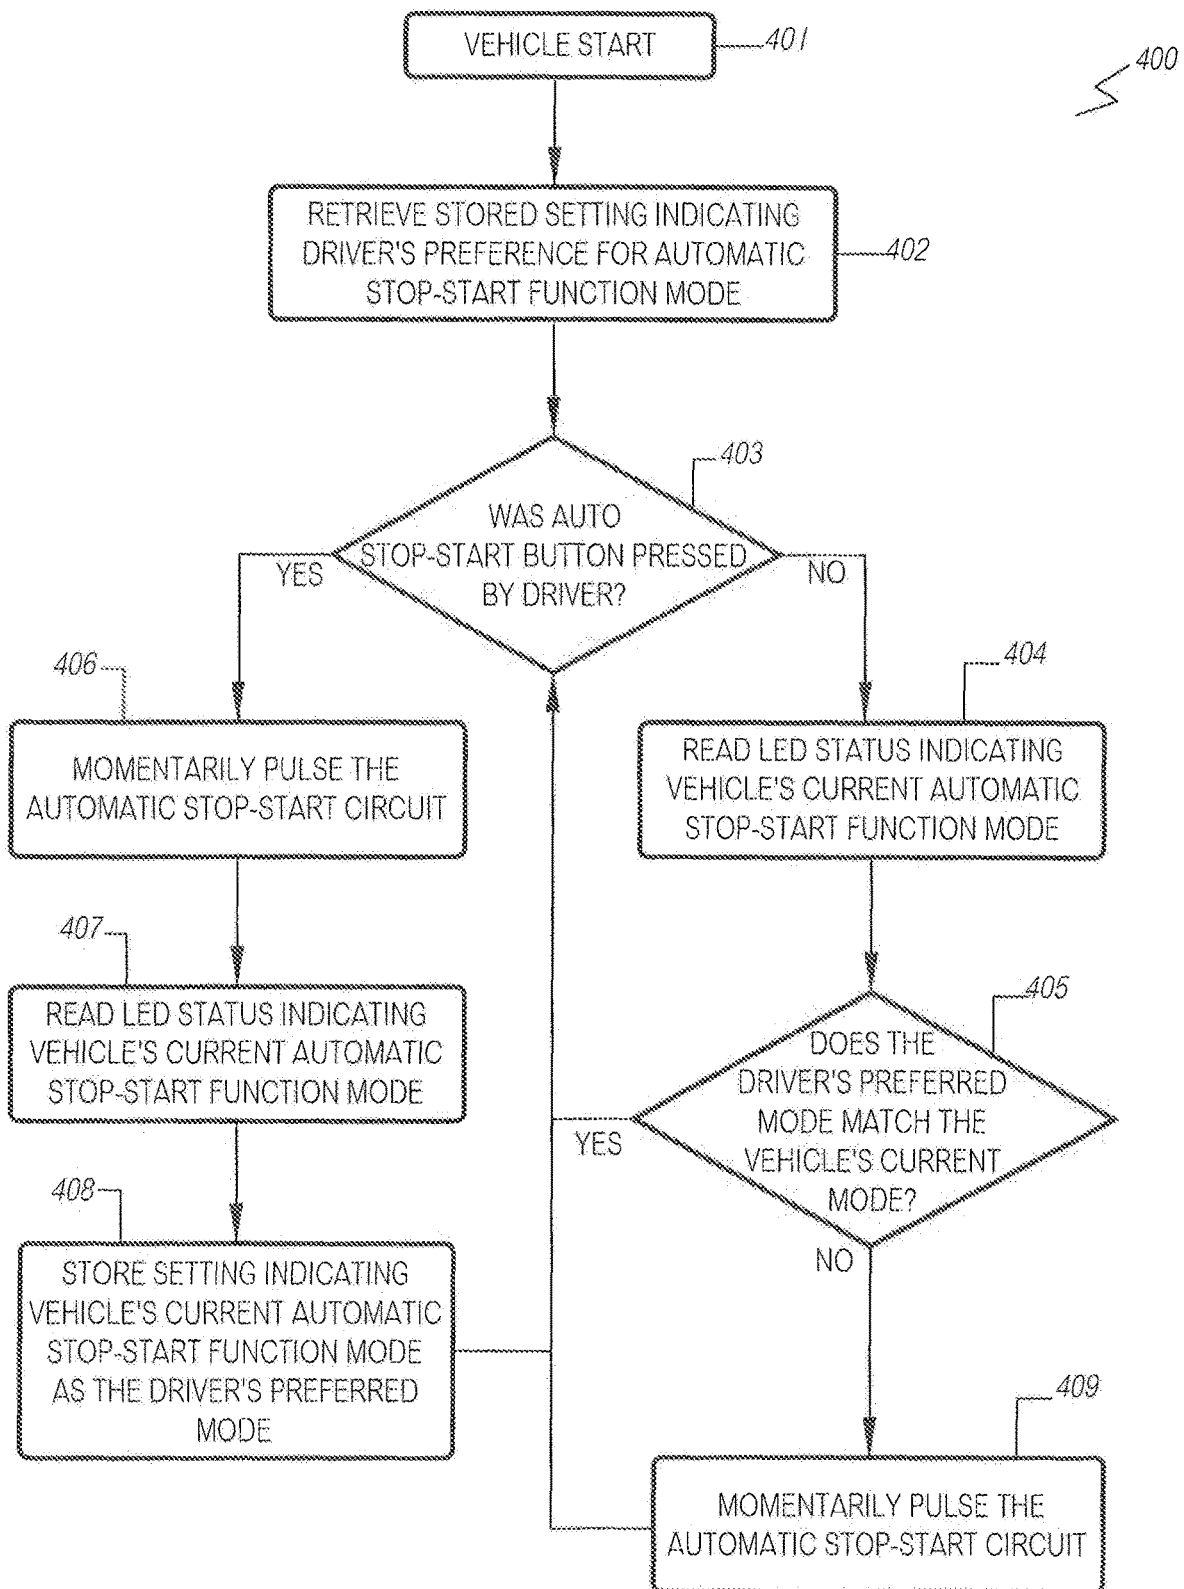 VEHICLE START
401
400
RETRIEVE STORED SETTING INDICATING
DRIVER'S PREFERENCE FOR AUTOMATIC
STOP-START FUNCTION MODE
402
403
WAS AUTO
STOP-START BUTTON PRESSED
BY DRIVER?
YES
NO
406
MOMENTARILY PULSE THE
AUTOMATIC STOP-START CIRCUIT
404
READ LED STATUS INDICATING
VEHICLE'S CURRENT AUTOMATIC
STOP-START FUNCTION MODE
407
READ LED STATUS INDICATING
VEHICLE'S CURRENT AUTOMATIC
STOP-START FUNCTION MODE
405
DOES THE
DRIVER'S PREFERRED
MODE MATCH THE
VEHICLE'S CURRENT
MODE?
YES
NO
408
STORE SETTING INDICATING
VEHICLE'S CURRENT AUTOMATIC
STOP-START FUNCTION MODE
AS THE DRIVER'S PREFERRED
MODE
409
MOMENTARILY PULSE THE
AUTOMATIC STOP-START CIRCUIT